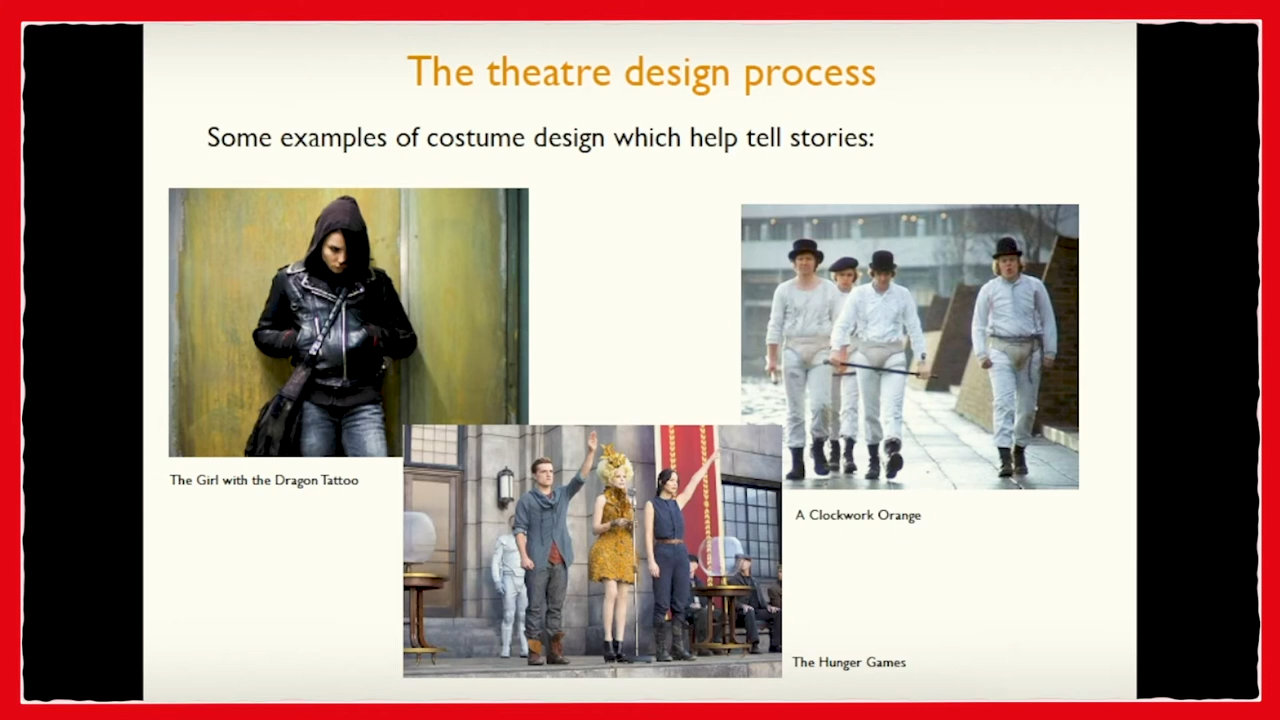 The theatre design process
Some examples of costume design which help tell stories:
The Girl with the Dragon Tattoo
A Clockwork Orange
The Hunger Games